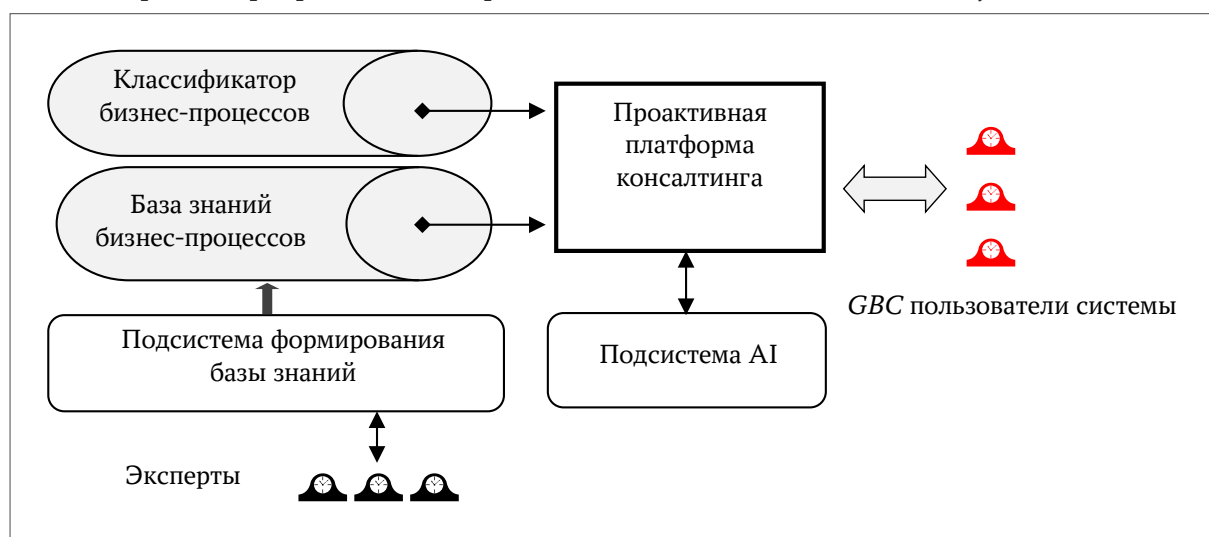 Классификатор
бизнес-процессов
База знаний
бизнес-процессов
Проактивная
платформа
консалтинга
GBC пользователи системы
Подсистема формирования
базы знаний
Подсистема AI
Эксперты